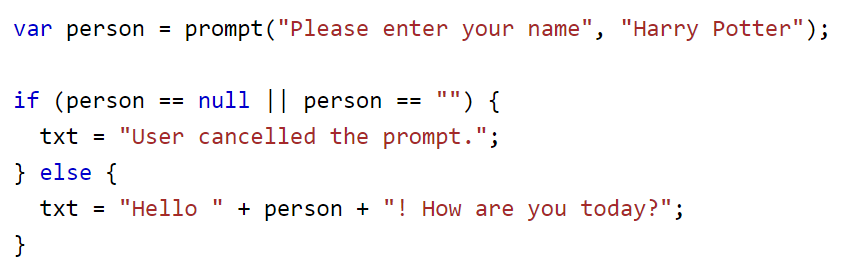 var person = prompt("Please enter your name", "Harry Potter");
if (person == null || person == "") {
  txt = "User cancelled the prompt.";
} else {
  txt = "Hello " + person + "! How are you today?";
}